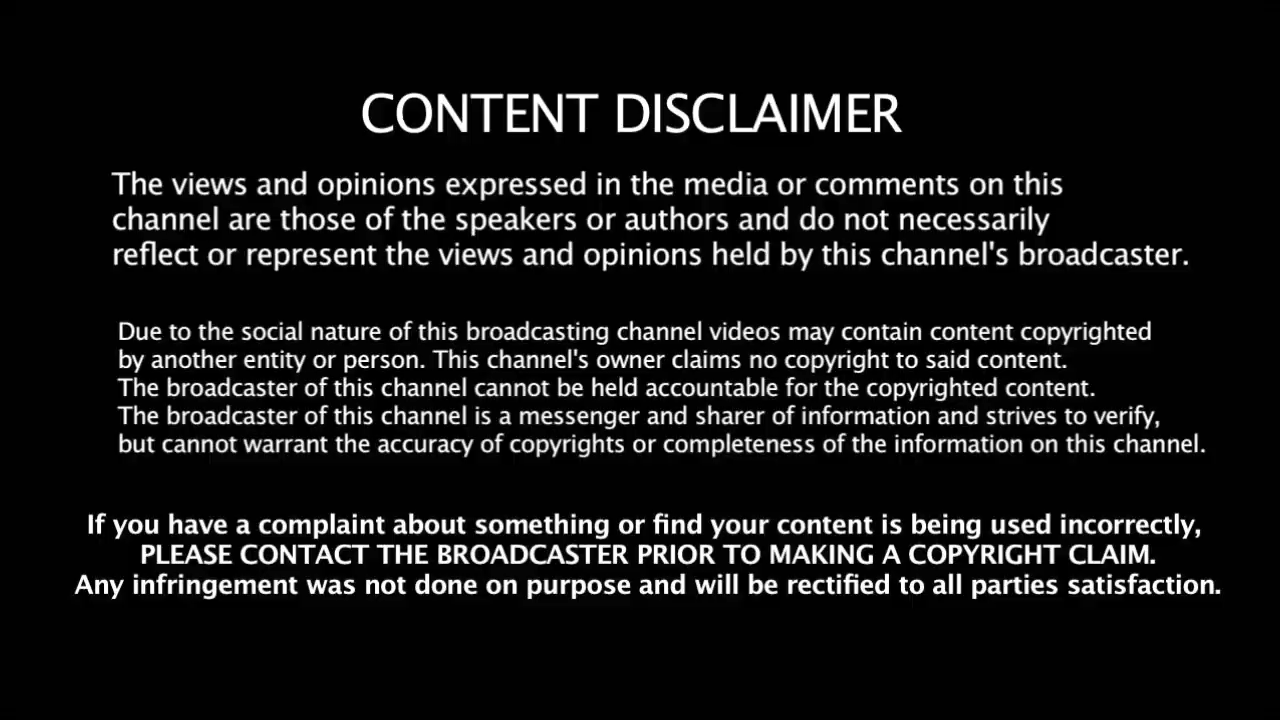 CONTENT DISCLAIMER
The views and opinions expressed in the media or comments on this
channel are those of the speakers or authors and do not necessarily
reflect or represent the views and opinions held by this channel's broadcaster.
Due to the social nature of this broadcasting channel videos may contain content copyrighted
by another entity or person. This channel's owner claims no copyright to said content.
The broadcaster of this channel cannot be held accountable for the copyrighted content.
The broadcaster of this channel is a messenger and sharer of information and strives to verify,
but cannot warrant the accuracy of copyrights or completeness of the information on this channel.
If you have a complaint about something or find your content is being used incorrectly,
PLEASE CONTACT THE BROADCASTER PRIOR TO MAKING A COPYRIGHT CLAIM.
Any infringement was not done on purpose and will be rectified to all parties satisfaction.